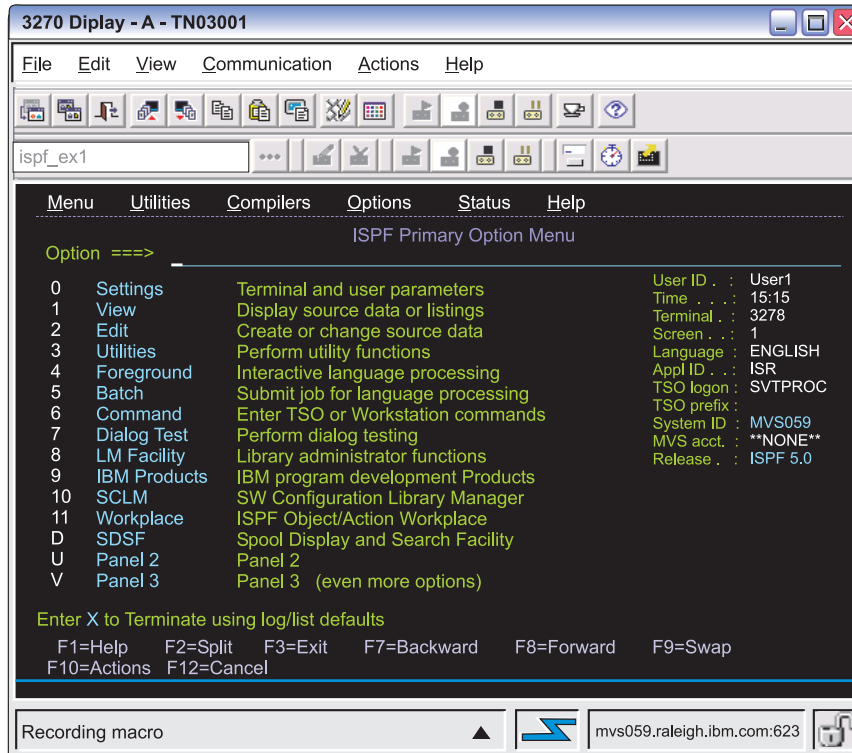 3270 Diplay - A - TN03001
File Edit View Communication Actions Help
ispf_ex1
Menu Utilities Compilers Options Status Help
ISPF Primary Option Menu
Option ===> _
0 Settings Terminal and user parameters
1 View Display source data or listings
2 Edit Create or change source data
3 Utilities Perform utility functions
4 Foreground Interactive language processing
5 Batch Submit job for language processing
6 Command Enter TSO or Workstation commands
7 Dialog Test Perform dialog testing
8 LM Facility Library administrator functions
9 IBM Products IBM program development Products
10 SCLM SW Configuration Library Manager
11 Workplace ISPF Object/Action Workplace
D SDSF Spool Display and Search Facility
U Panel 2 Panel 2
V Panel 3 Panel 3 (even more options)
User ID . : User1
Time . . . : 15:15
Terminal . : 3278
Screen . . : 1
Language : ENGLISH
Appl ID . . : ISR
TSO logon : SVTPROC
TSO prefix :
System ID : MVS059
MVS acct. : **NONE**
Release . : ISPF 5.0
Enter X to Terminate using log/list defaults
F1=Help F2=Split F3=Exit F7=Backward F8=Forward F9=Swap
F10=Actions F12=Cancel
Recording macro
mvs059.raleigh.ibm.com:623